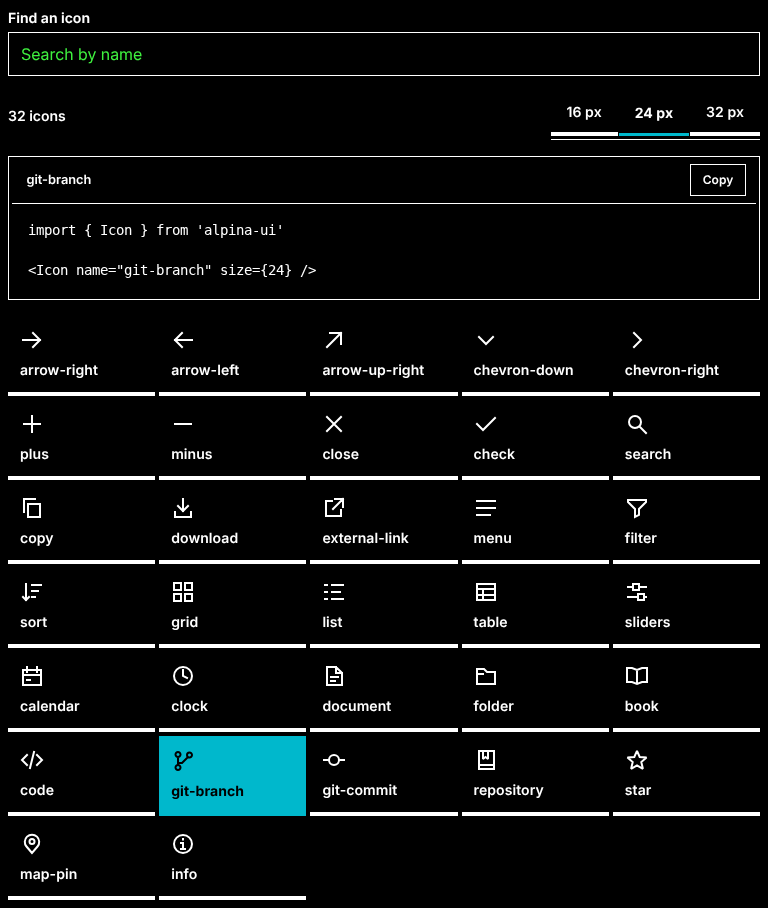 Find an icon
Search by name
32 icons
16 px 24 px 32 px
git-branch Copy
import { Icon } from 'alpina-ui'
<Icon name="git-branch" size={24} />
arrow-right arrow-left arrow-up-right chevron-down chevron-right
plus minus close check search
copy download external-link menu filter
sort grid list table sliders
calendar clock document folder book
code git-branch git-commit repository star
map-pin info